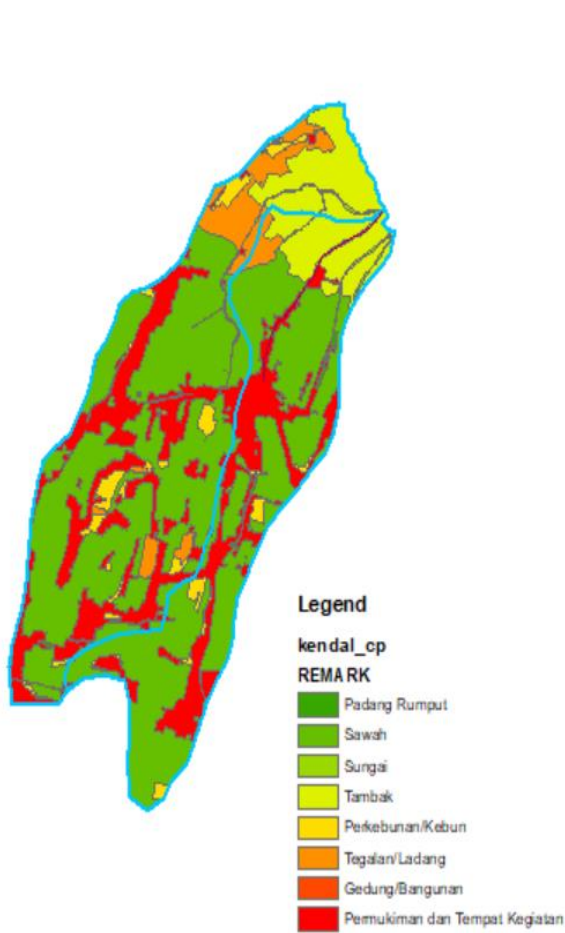 Legend
kendal_cp
REMARK
Padang Rumput
Sawah
Sungai
Tambak
Perkebunan/Kebun
Tegalan/Ladang
Gedung/Bangunan
Permukiman dan Tempat Kegiatan